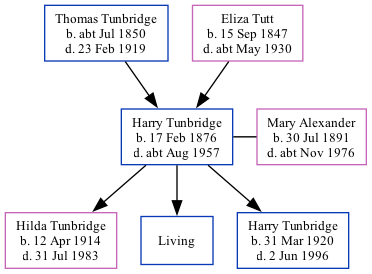 Thomas Tunbridge
b. abt Jul 1850
d. 23 Feb 1919
Eliza Tutt
b. 15 Sep 1847
d. abt May 1930
Harry Tunbridge
b. 17 Feb 1876
d. abt Aug 1957
Mary Alexander
b. 30 Jul 1891
d. abt Nov 1976
Hilda Tunbridge
b. 12 Apr 1914
d. 31 Jul 1983
Living
Harry Tunbridge
b. 31 Mar 1920
d. 2 Jun 1996